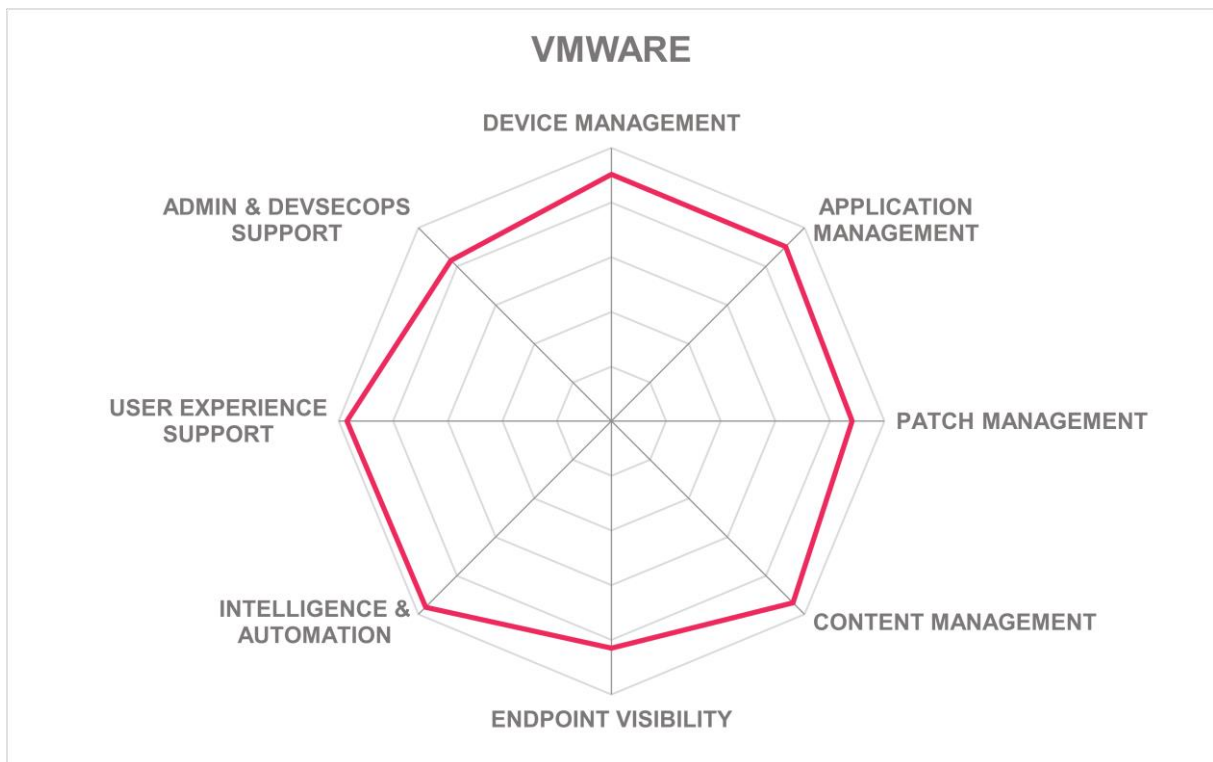 VMWARE
DEVICE MANAGEMENT
ADMIN & DEVSECOPS
SUPPORT
APPLICATION
MANAGEMENT
USER EXPERIENCE
SUPPORT
PATCH MANAGEMENT
INTELLIGENCE &
AUTOMATION
CONTENT MANAGEMENT
ENDPOINT VISIBILITY